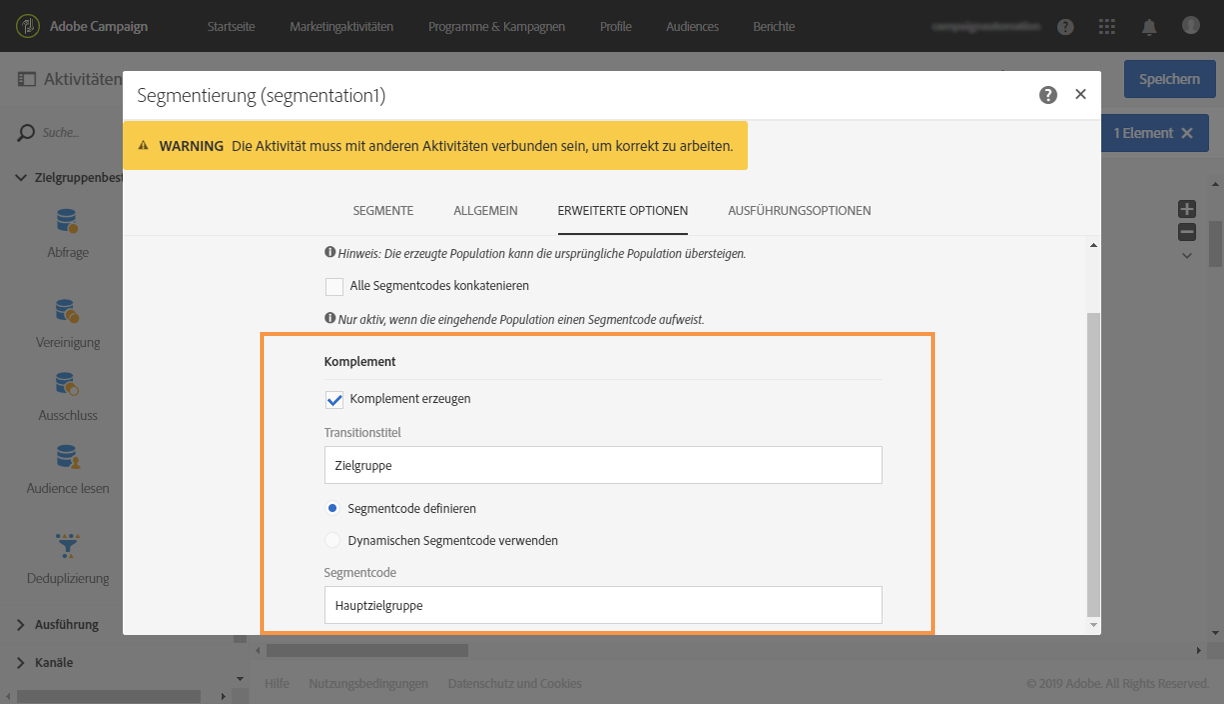 Adobe Campaign
Startseite
Marketingaktivitäten
Programme & Kampagnen
Profile
Audiences
Berichte
Aktivitäten
Speichern
Suche...
1 Element
Zielgruppenbest
Abfrage
Vereinigung
Ausschluss
Audience lesen
Deduplizierung
Ausführung
Kanäle
Segmentierung (segmentation1)
WARNING Die Aktivität muss mit anderen Aktivitäten verbunden sein, um korrekt zu arbeiten.
SEGMENTE
ALLGEMEIN
ERWEITERTE OPTIONEN
AUSFÜHRUNGSOPTIONEN
Hinweis: Die erzeugte Population kann die ursprüngliche Population übersteigen.
Alle Segmentcodes konkatenieren
Nur aktiv, wenn die eingehende Population einen Segmentcode aufweist.
Komplement
Komplement erzeugen
Transitionstitel
Zielgruppe
Segmentcode definieren
Dynamischen Segmentcode verwenden
Segmentcode
Hauptzielgruppe
Hilfe
Nutzungsbedingungen
Datenschutz und Cookies
© 2019 Adobe. All Rights Reserved.